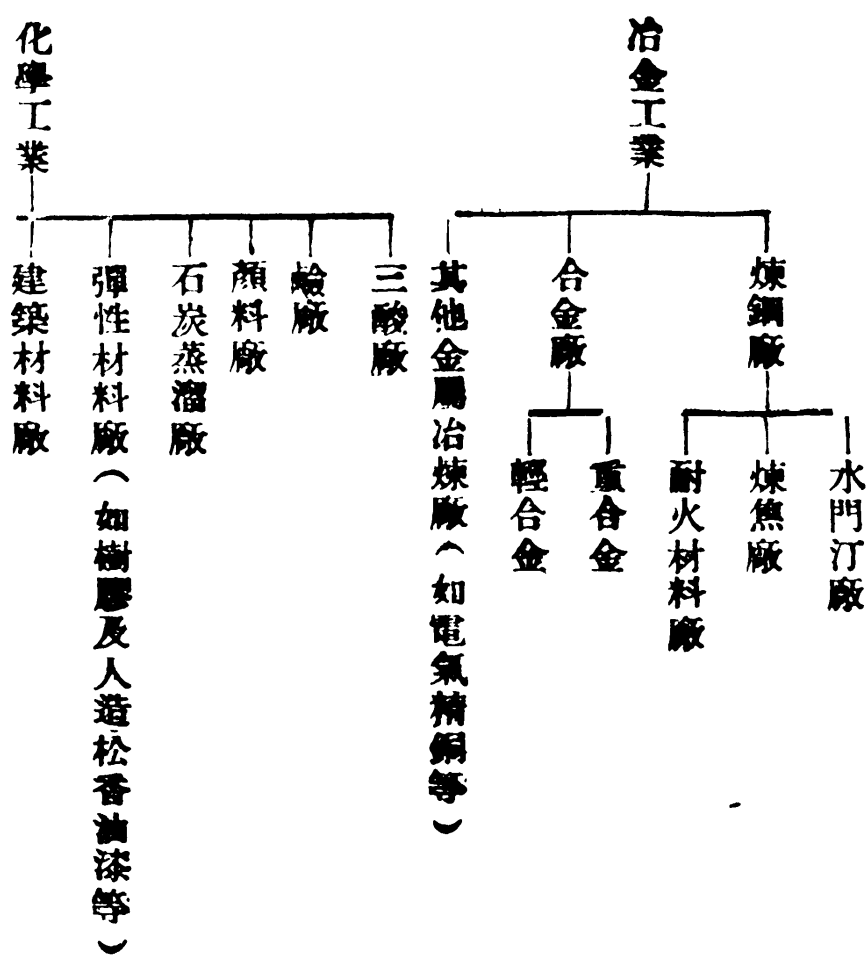 冶金工業
煉鋼廠
水門汀廠
煉焦廠
耐火材料廠
合金廠
重合金
輕合金
其他金屬冶煉廠(如電氣精銅等)
化學工業
三酸廠
鹼廠
顏料廠
石炭蒸溜廠
彈性材料廠(如樹膠及人造松香油漆等)
建築材料廠